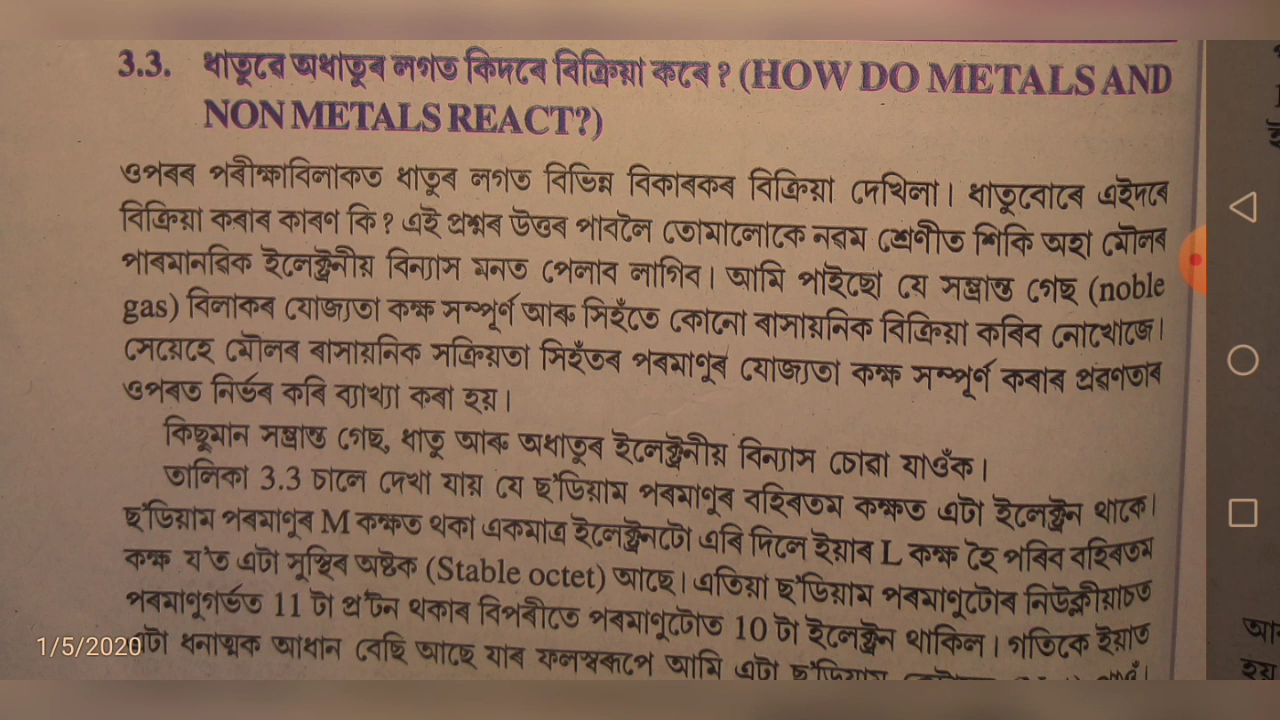 3.3. ধাতুৱে অধাতুৰ লগত কিদৰে বিক্ৰিয়া কৰে ? (HOW DO METALS AND
NON METALS REACT?)
ওপৰৰ পৰীক্ষাবিলাকত ধাতুৰ লগত বিভিন্ন বিকাৰকৰ বিক্ৰিয়া দেখিলা। ধাতুবোৰে এইদৰে
বিক্ৰিয়া কৰাৰ কাৰণ কি ? এই প্ৰশ্নৰ উত্তৰ পাবলৈ তোমালোকে নৱম শ্ৰেণীত শিকি অহা মৌলৰ
পাৰমানৱিক ইলেক্ট্ৰনীয় বিন্যাস মনত পেলাব লাগিব। আমি পাইছো যে সম্ভ্ৰান্ত গেছ (noble
gas) বিলাকৰ যোজ্যতা কক্ষ সম্পূৰ্ণ আৰু সিহঁতে কোনো ৰাসায়নিক বিক্ৰিয়া কৰিব নোখোজে।
সেয়েহে মৌলৰ ৰাসায়নিক সক্ৰিয়তা সিহঁতৰ পৰমাণুৰ যোজ্যতা কক্ষ সম্পূৰ্ণ কৰাৰ প্ৰৱণতাৰ
ওপৰত নিৰ্ভৰ কৰি ব্যাখ্যা কৰা হয়।
কিছুমান সম্ভ্ৰান্ত গেছ, ধাতু আৰু অধাতুৰ ইলেক্ট্ৰনীয় বিন্যাস চোৱা যাওঁক।
তালিকা 3.3 চালে দেখা যায় যে ছ'ডিয়াম পৰমাণুৰ বহিৰতম কক্ষত এটা ইলেক্ট্ৰন থাকে।
ছ'ডিয়াম পৰমাণুৰ M কক্ষত থকা একমাত্ৰ ইলেক্ট্ৰনটো এৰি দিলে ইয়াৰ L কক্ষ হৈ পৰিব বহিৰতম
কক্ষ য'ত এটা সুস্থিৰ অষ্টক (Stable octet) আছে। এতিয়া ছ'ডিয়াম পৰমাণুটোৰ নিউক্লীয়াচত
পৰমাণুগৰ্ভত 11 টা প্ৰ'টন থকাৰ বিপৰীতে পৰমাণুটোত 10 টা ইলেক্ট্ৰন থাকিল। গতিকে ইয়াত
এটা ধনাত্মক আধান বেছি আছে যাৰ ফলস্বৰূপে আমি এটা ছ'ডিয়াম
1/5/2020
আ
হয়